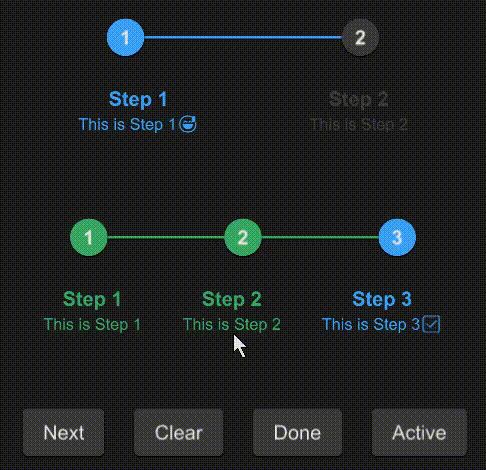 1 2
Step 1 Step 2
This is Step 1 This is Step 2
1 2 3
Step 1 Step 2 Step 3
This is Step 1 This is Step 2 This is Step 3
Next Clear Done Active